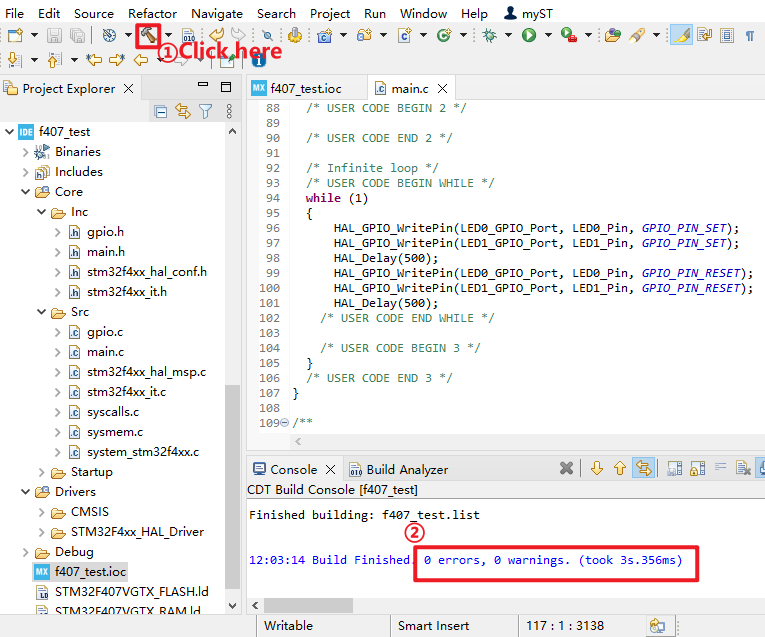 File Edit Source Refactor Navigate Search Project Run Window Help myST
①Click here
Project Explorer
f407_test
Binaries
Includes
Core
Inc
gpio.h
main.h
stm32f4xx_hal_conf.h
stm32f4xx_it.h
Src
gpio.c
main.c
stm32f4xx_hal_msp.c
stm32f4xx_it.c
syscalls.c
sysmem.c
system_stm32f4xx.c
Startup
Drivers
CMSIS
STM32F4xx_HAL_Driver
Debug
f407_test.ioc
STM32F407VGTX_FLASH.ld
STM32F407VGTX_RAM.ld
f407_test.ioc main.c
88 /* USER CODE BEGIN 2 */
89
90 /* USER CODE END 2 */
91
92 /* Infinite loop */
93 /* USER CODE BEGIN WHILE */
94 while (1)
95 {
96 HAL_GPIO_WritePin(LED0_GPIO_Port, LED0_Pin, GPIO_PIN_SET);
97 HAL_GPIO_WritePin(LED1_GPIO_Port, LED1_Pin, GPIO_PIN_SET);
98 HAL_Delay(500);
99 HAL_GPIO_WritePin(LED0_GPIO_Port, LED0_Pin, GPIO_PIN_RESET);
100 HAL_GPIO_WritePin(LED1_GPIO_Port, LED1_Pin, GPIO_PIN_RESET);
101 HAL_Delay(500);
102 /* USER CODE END WHILE */
103
104 /* USER CODE BEGIN 3 */
105 }
106 /* USER CODE END 3 */
107 }
108
109 /**
Console Build Analyzer
CDT Build Console [f407_test]
Finished building: f407_test.list
②
12:03:14 Build Finished. 0 errors, 0 warnings. (took 3s.356ms)
Writable Smart Insert 117 : 1 : 3138